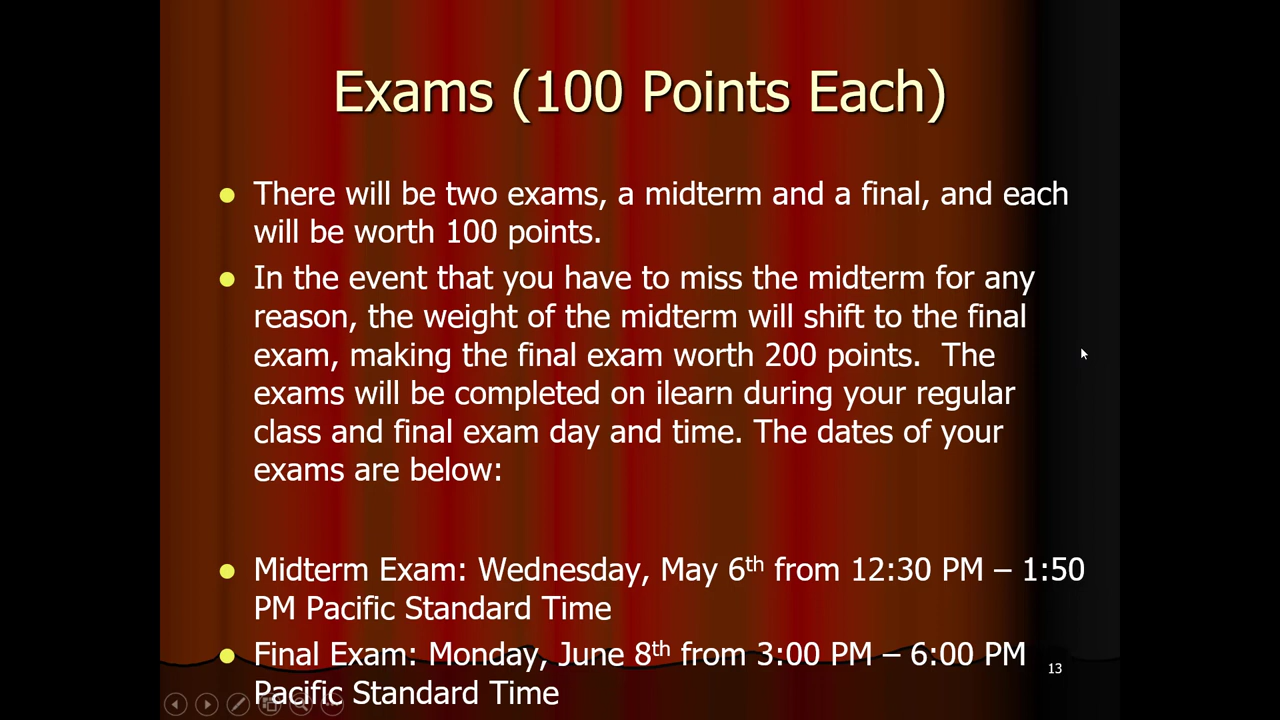 Exams (100 Points Each)
There will be two exams, a midterm and a final, and each
will be worth 100 points.
In the event that you have to miss the midterm for any
reason, the weight of the midterm will shift to the final
exam, making the final exam worth 200 points.  The
exams will be completed on ilearn during your regular
class and final exam day and time. The dates of your
exams are below:
Midterm Exam: Wednesday, May 6th from 12:30 PM – 1:50
PM Pacific Standard Time
Final Exam: Monday, June 8th from 3:00 PM – 6:00 PM
Pacific Standard Time
13